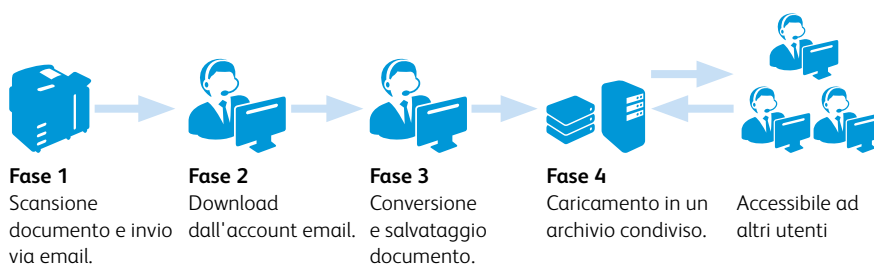 Fase 1
Scansione
documento e invio
via email.
Fase 2
Download
dall'account email.
Fase 3
Conversione
e salvataggio
documento.
Fase 4
Caricamento in un
archivio condiviso.
Accessibile ad
altri utenti